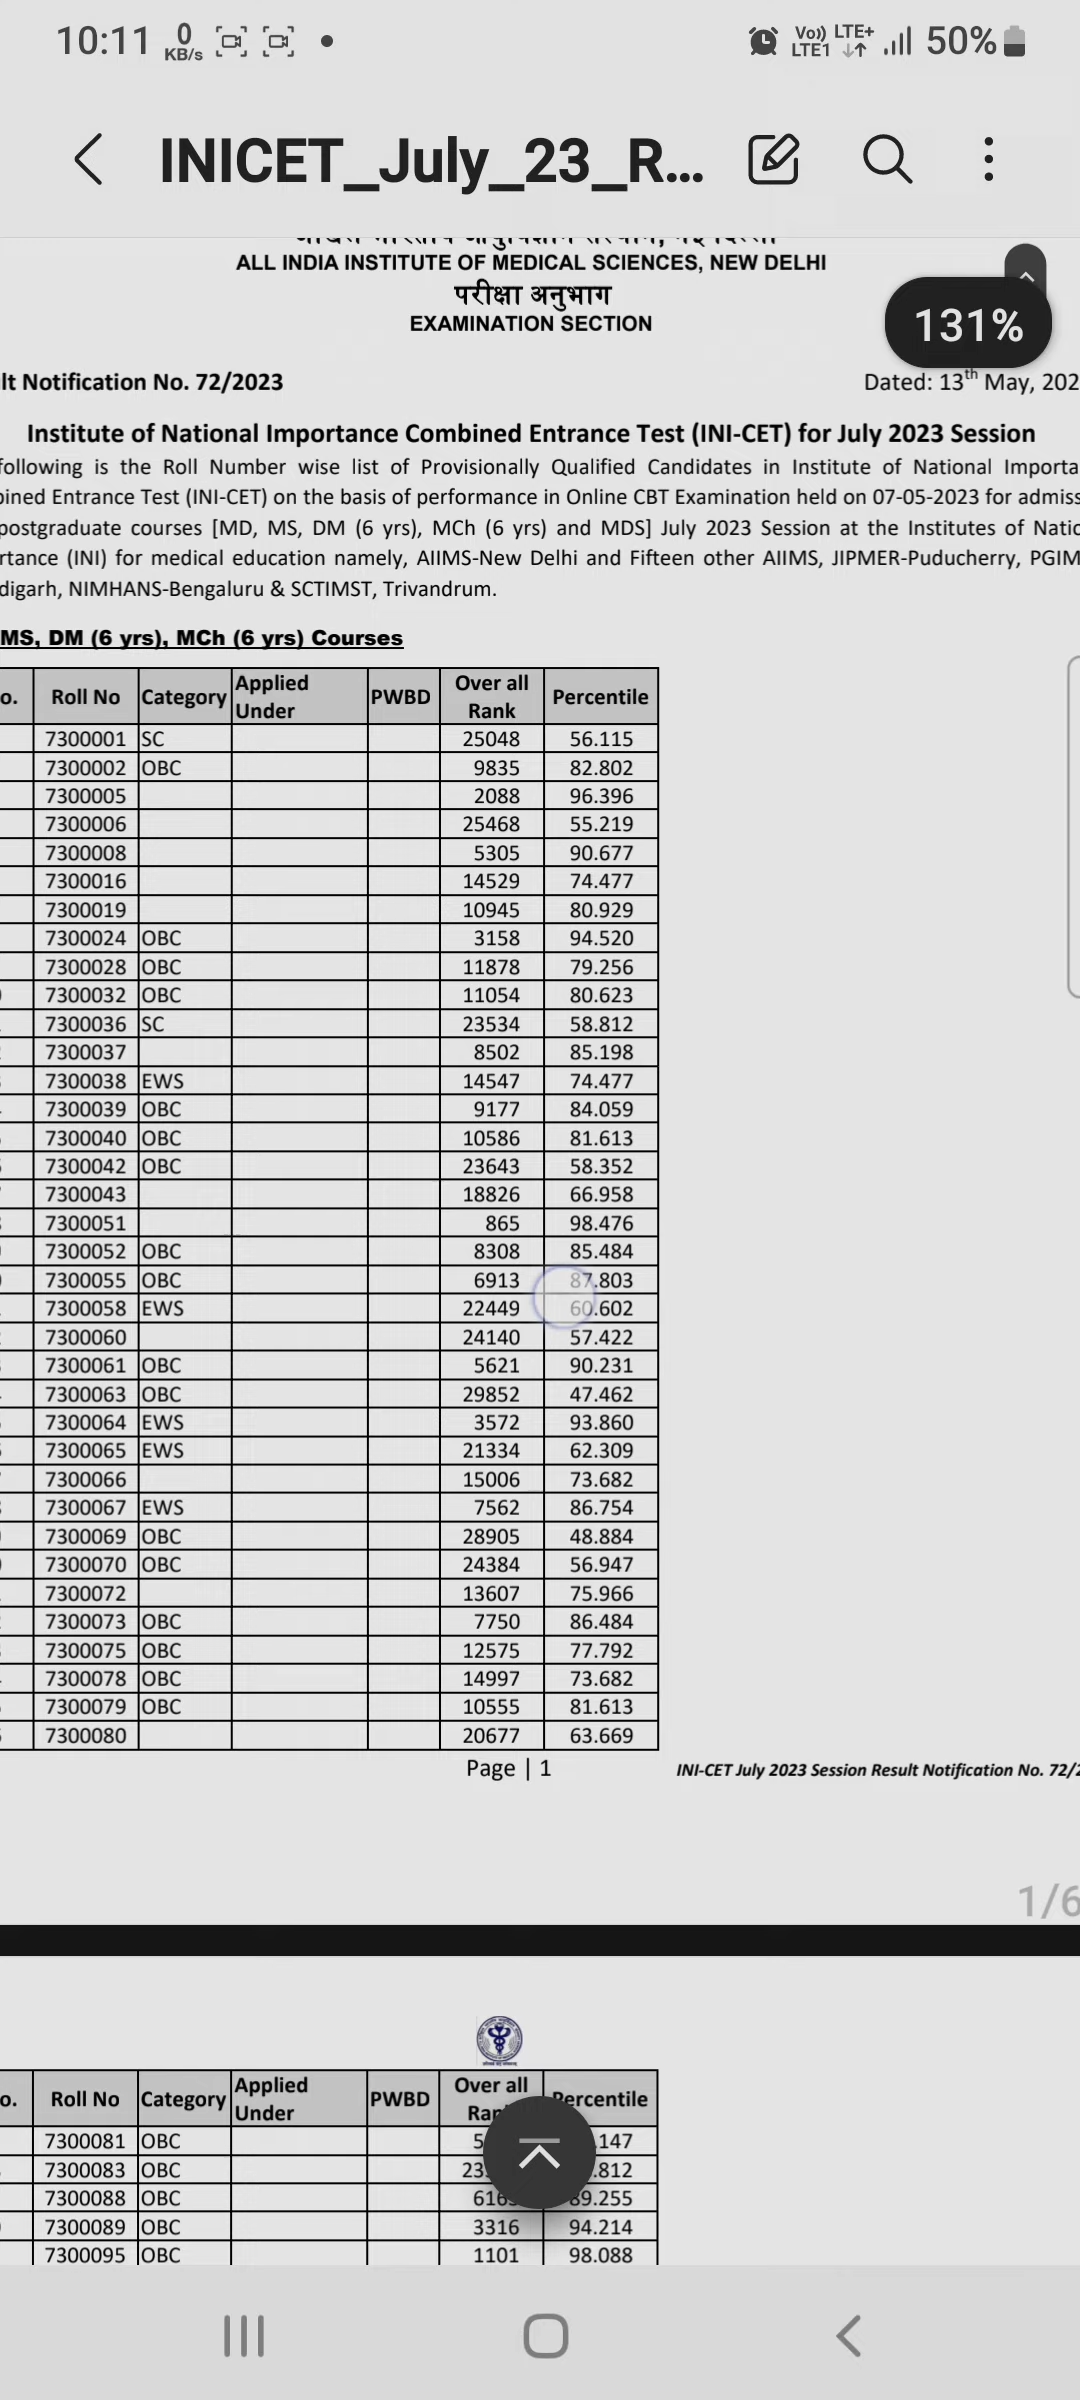 10:11 0 KB/s Vo)) LTE1 LTE+ 50%
INICET_July_23_R...
ALL INDIA INSTITUTE OF MEDICAL SCIENCES, NEW DELHI
परीक्षा अनुभाग
EXAMINATION SECTION
131%
lt Notification No. 72/2023 Dated: 13th May, 202
Institute of National Importance Combined Entrance Test (INI-CET) for July 2023 Session
following is the Roll Number wise list of Provisionally Qualified Candidates in Institute of National Importa
bined Entrance Test (INI-CET) on the basis of performance in Online CBT Examination held on 07-05-2023 for admiss
postgraduate courses [MD, MS, DM (6 yrs), MCh (6 yrs) and MDS] July 2023 Session at the Institutes of Natio
rtance (INI) for medical education namely, AIIMS-New Delhi and Fifteen other AIIMS, JIPMER-Puducherry, PGIM
digarh, NIMHANS-Bengaluru & SCTIMST, Trivandrum.
MS, DM (6 yrs), MCh (6 yrs) Courses
o. Roll No Category Applied Under PWBD Over all Rank Percentile
7300001 SC 25048 56.115
7300002 OBC 9835 82.802
7300005 2088 96.396
7300006 25468 55.219
7300008 5305 90.677
7300016 14529 74.477
7300019 10945 80.929
7300024 OBC 3158 94.520
7300028 OBC 11878 79.256
7300032 OBC 11054 80.623
7300036 SC 23534 58.812
7300037 8502 85.198
7300038 EWS 14547 74.477
7300039 OBC 9177 84.059
7300040 OBC 10586 81.613
7300042 OBC 23643 58.352
7300043 18826 66.958
7300051 865 98.476
7300052 OBC 8308 85.484
7300055 OBC 6913 87.803
7300058 EWS 22449 60.602
7300060 24140 57.422
7300061 OBC 5621 90.231
7300063 OBC 29852 47.462
7300064 EWS 3572 93.860
7300065 EWS 21334 62.309
7300066 15006 73.682
7300067 EWS 7562 86.754
7300069 OBC 28905 48.884
7300070 OBC 24384 56.947
7300072 13607 75.966
7300073 OBC 7750 86.484
7300075 OBC 12575 77.792
7300078 OBC 14997 73.682
7300079 OBC 10555 81.613
7300080 20677 63.669
Page | 1 INI-CET July 2023 Session Result Notification No. 72/2
1/6
o. Roll No Category Applied Under PWBD Over all Percentile
7300081 OBC 5 .147
7300083 OBC 23 .812
7300088 OBC 616 89.255
7300089 OBC 3316 94.214
7300095 OBC 1101 98.088